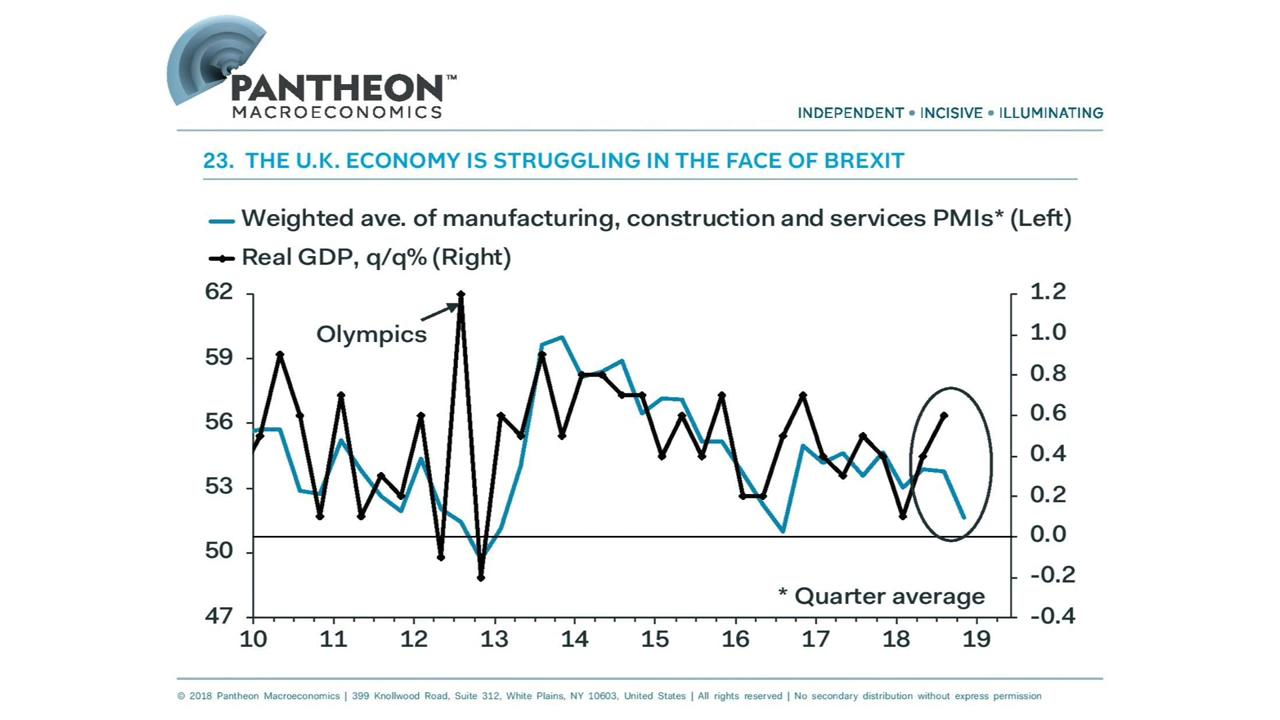 PANTHEON™
MACROECONOMICS
INDEPENDENT • INCISIVE • ILLUMINATING
23. THE U.K. ECONOMY IS STRUGGLING IN THE FACE OF BREXIT
Weighted ave. of manufacturing, construction and services PMIs* (Left)
Real GDP, q/q% (Right)
62 1.2
Olympics 1.0
59 0.8
56 0.6
0.4
53 0.2
50 0.0
-0.2
* Quarter average
47 -0.4
10 11 12 13 14 15 16 17 18 19
© 2018 Pantheon Macroeconomics | 399 Knollwood Road, Suite 312, White Plains, NY 10603, United States | All rights reserved | No secondary distribution without express permission